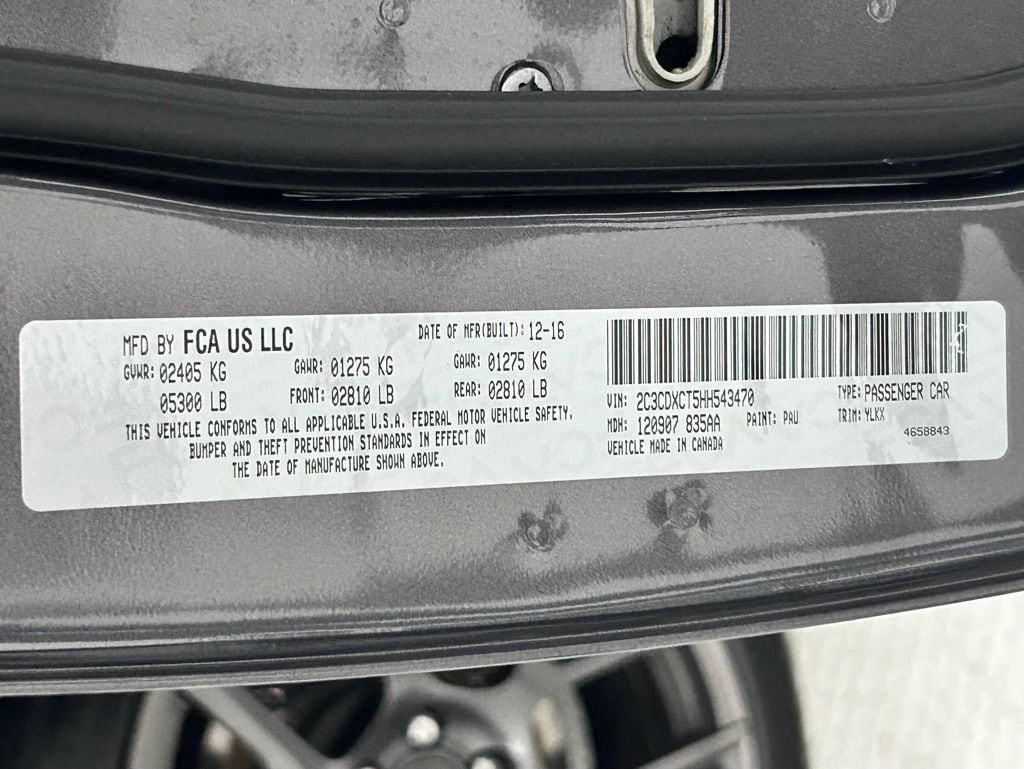 MFD BY FCA US LLC
DATE OF MFR(BUILT): 12-16
GVWR: 02405 KG
GAWR: 01275 KG
GAWR: 01275 KG
05300 LB
FRONT: 02810 LB
REAR: 02810 LB
THIS VEHICLE CONFORMS TO ALL APPLICABLE U.S.A. FEDERAL MOTOR VEHICLE SAFETY,
BUMPER AND THEFT PREVENTION STANDARDS IN EFFECT ON
THE DATE OF MANUFACTURE SHOWN ABOVE.
VIN: 2C3CDXCT5HH543470
TYPE: PASSENGER CAR
MDH: 120907 835AA
PAINT: PAU
TRIM: YLKX
VEHICLE MADE IN CANADA
4658843